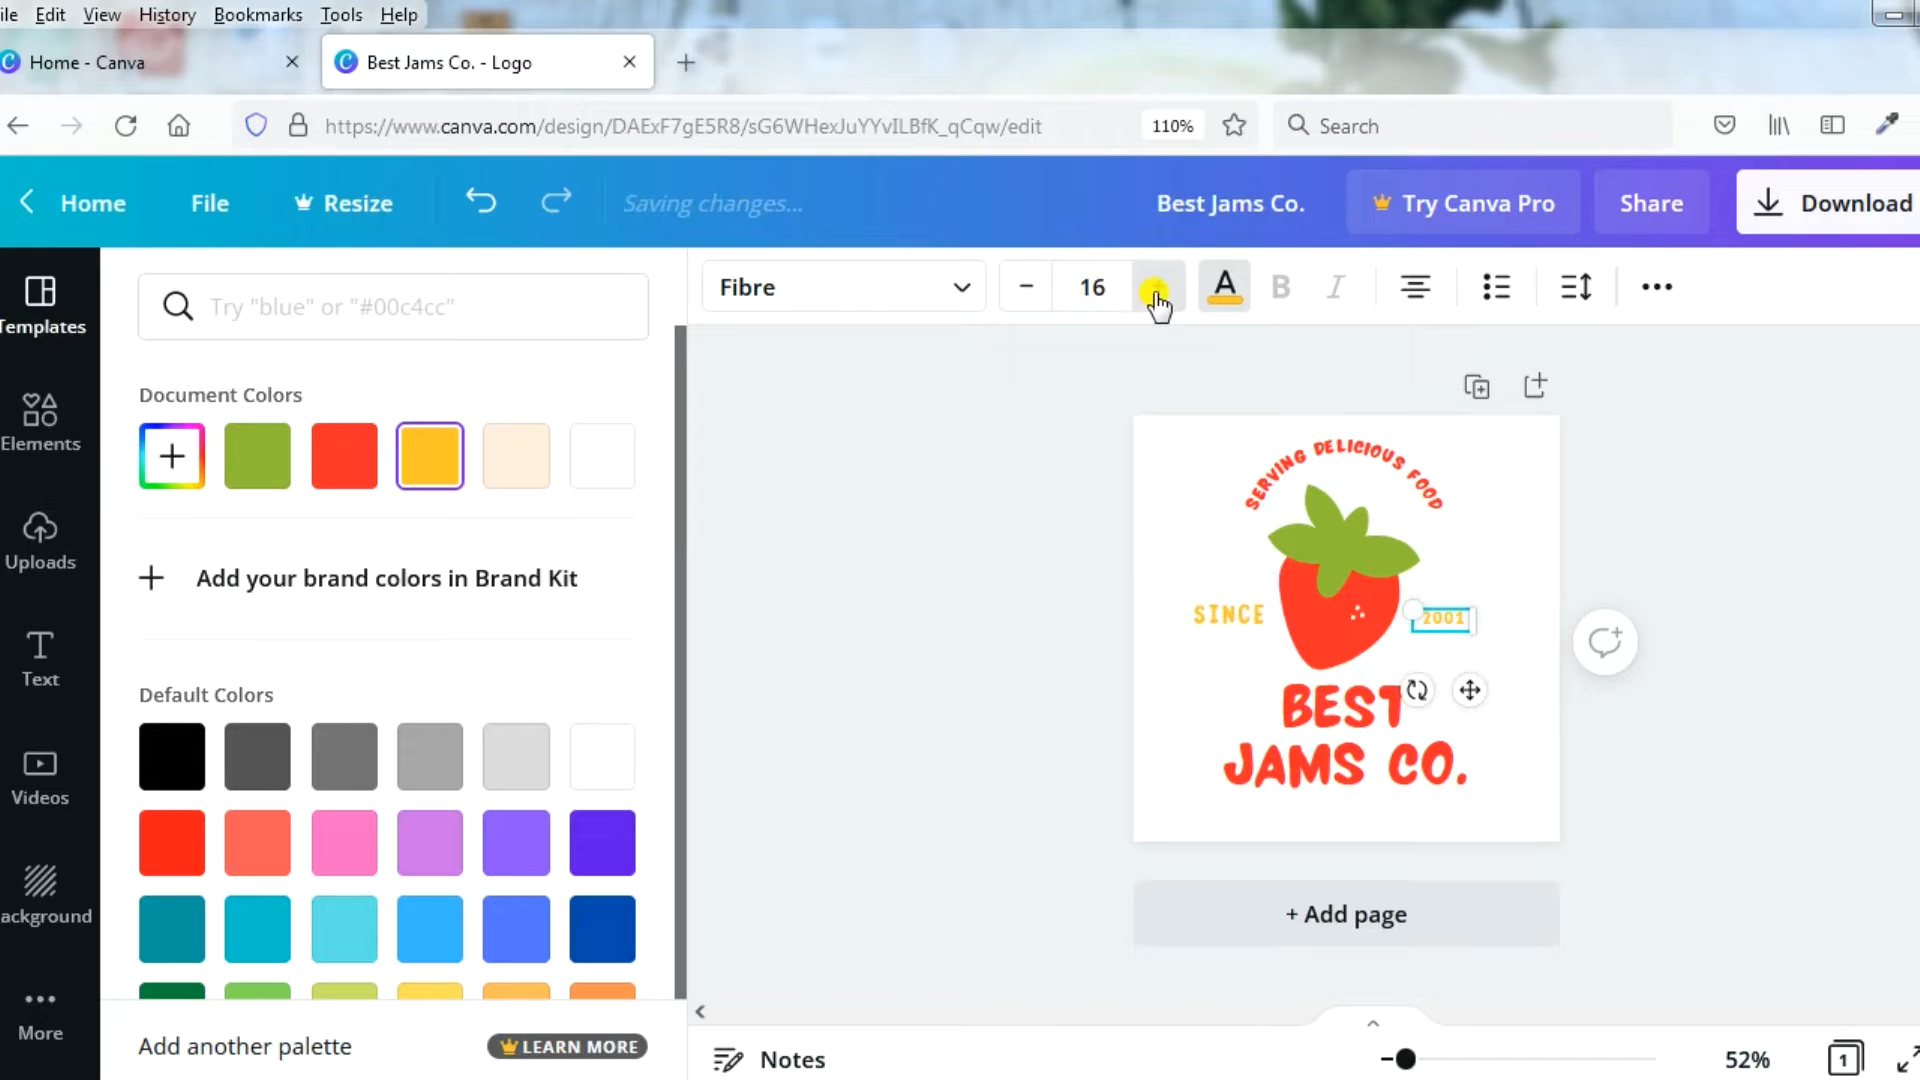 ile Edit View History Bookmarks Tools Help
Home - Canva
Best Jams Co. - Logo
https://www.canva.com/design/DAExF7gE5R8/sG6WHexJuYYvILBfK_qCqw/edit
110%
Search
Home File Resize Saving changes... Best Jams Co. Try Canva Pro Share Download
Templates
Elements
Uploads
Text
Videos
ackground
More
Try "blue" or "#00c4cc"
Document Colors
+ Add your brand colors in Brand Kit
Default Colors
Add another palette LEARN MORE
Fibre
16
A B I
SERVING DELICIOUS FOOD
SINCE 2001
BEST
JAMS CO.
+ Add page
Notes
52%
1